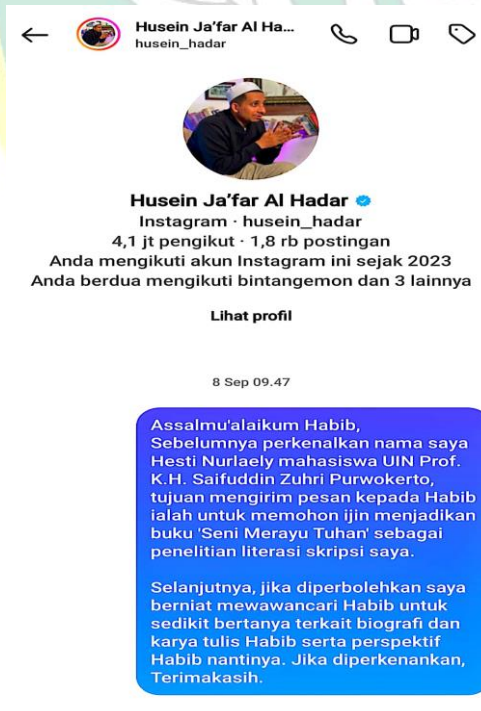 Husein Ja'far Al Ha...
husein_hadar
Husein Ja'far Al Hadar
Instagram · husein_hadar
4,1 jt pengikut · 1,8 rb postingan
Anda mengikuti akun Instagram ini sejak 2023
Anda berdua mengikuti bintangemon dan 3 lainnya
Lihat profil
8 Sep 09.47
Assalmu'alaikum Habib,
Sebelumnya perkenalkan nama saya
Hesti Nurlaely mahasiswa UIN Prof.
K.H. Saifuddin Zuhri Purwokerto,
tujuan mengirim pesan kepada Habib
ialah untuk memohon ijin menjadikan
buku 'Seni Merayu Tuhan' sebagai
penelitian literasi skripsi saya.
Selanjutnya, jika diperbolehkan saya
berniat mewawancari Habib untuk
sedikit bertanya terkait biografi dan
karya tulis Habib serta perspektif
Habib nantinya. Jika diperkenankan,
Terimakasih.